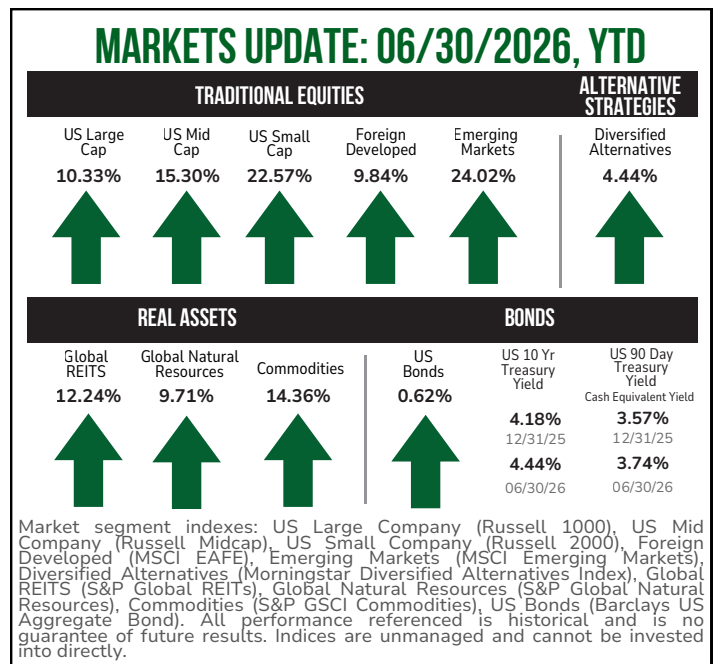 MARKETS UPDATE: 06/30/2026, YTD
TRADITIONAL EQUITIES
ALTERNATIVE
STRATEGIES
US Large
Cap
10.33%
US Mid
Cap
15.30%
US Small
Cap
22.57%
Foreign
Developed
9.84%
Emerging
Markets
24.02%
Diversified
Alternatives
4.44%
REAL ASSETS
BONDS
Global
REITS
12.24%
Global Natural
Resources
9.71%
Commodities
14.36%
US
Bonds
0.62%
US 10 Yr
Treasury
Yield
4.18%
12/31/25
4.44%
06/30/26
US 90 Day
Treasury
Yield
Cash Equivalent Yield
3.57%
12/31/25
3.74%
06/30/26
Market segment indexes: US Large Company (Russell 1000), US Mid
Company (Russell Midcap), US Small Company (Russell 2000), Foreign
Developed (MSCI EAFE), Emerging Markets (MSCI Emerging Markets),
Diversified Alternatives (Morningstar Diversified Alternatives Index), Global
REITS (S&P Global REITs), Global Natural Resources (S&P Global Natural
Resources), Commodities (S&P GSCI Commodities), US Bonds (Barclays US
Aggregate Bond). All performance referenced is historical and is no
guarantee of future results. Indices are unmanaged and cannot be invested
into directly.